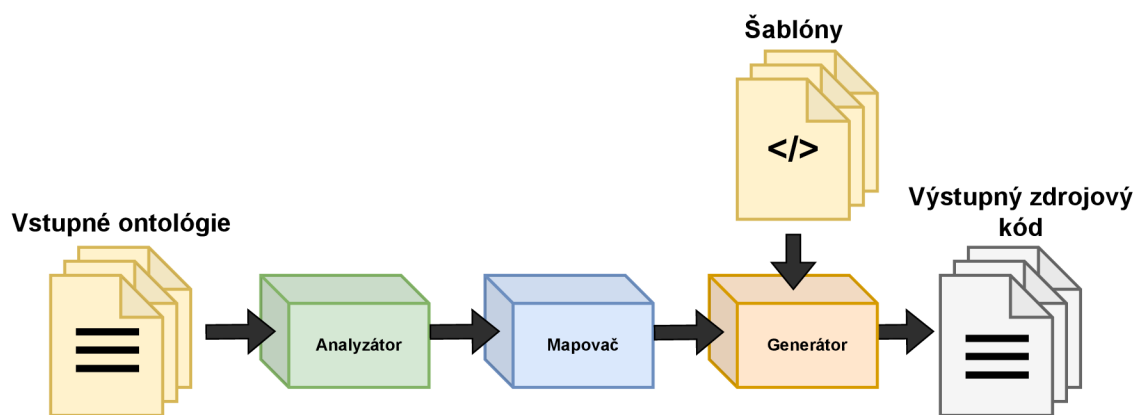 Šablóny
</>
Vstupné ontológie
Výstupný zdrojový
kód
Analyzátor
Mapovač
Generátor